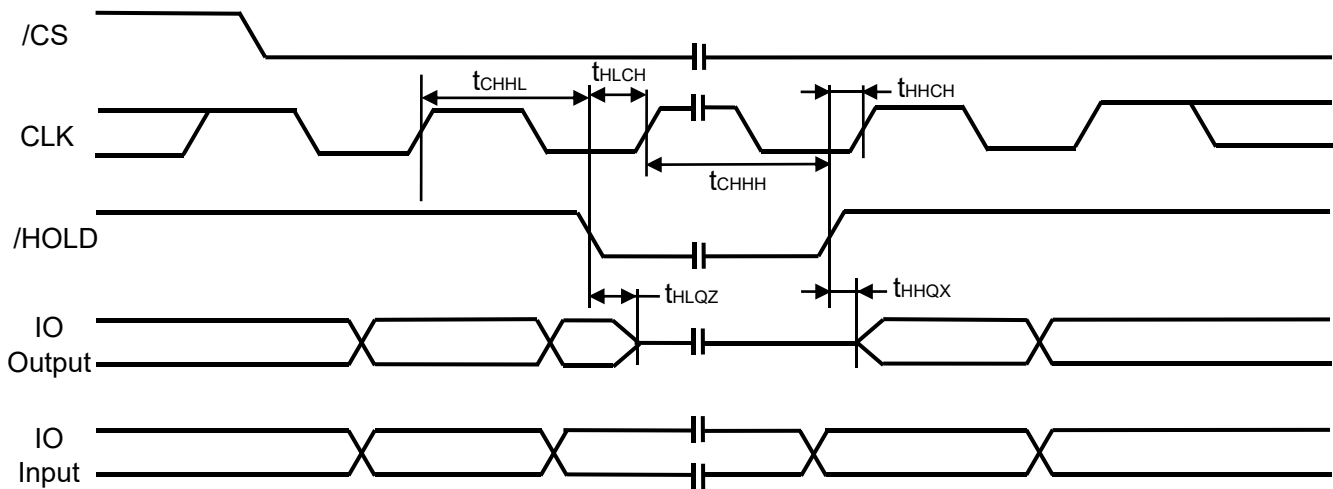 /CS
tCHHL
tHLCH
tHHCH
CLK
tCHHH
/HOLD
tHLQZ
tHHQX
IO
Output
IO
Input